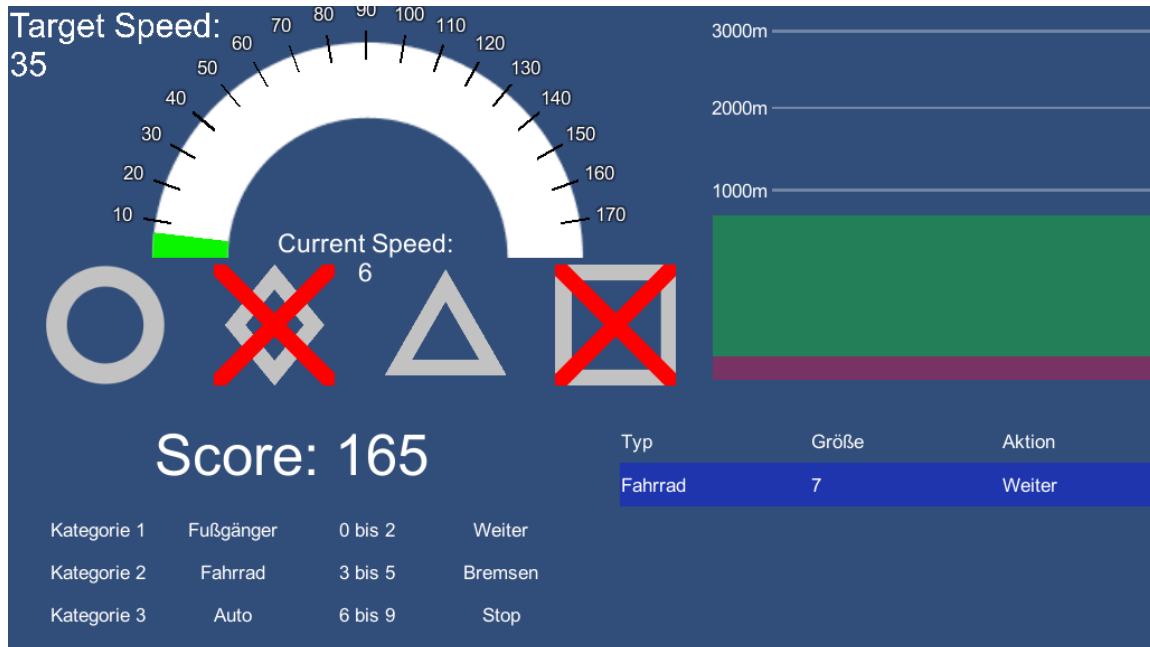 Target Speed:
35
10
20
30
40
50
60
70
80
90
100
110
120
130
140
150
160
170
Current Speed:
6
3000m
2000m
1000m
Score: 165
Kategorie 1 Fußgänger 0 bis 2 Weiter
Kategorie 2 Fahrrad 3 bis 5 Bremsen
Kategorie 3 Auto 6 bis 9 Stop
Typ Größe Aktion
Fahrrad 7 Weiter